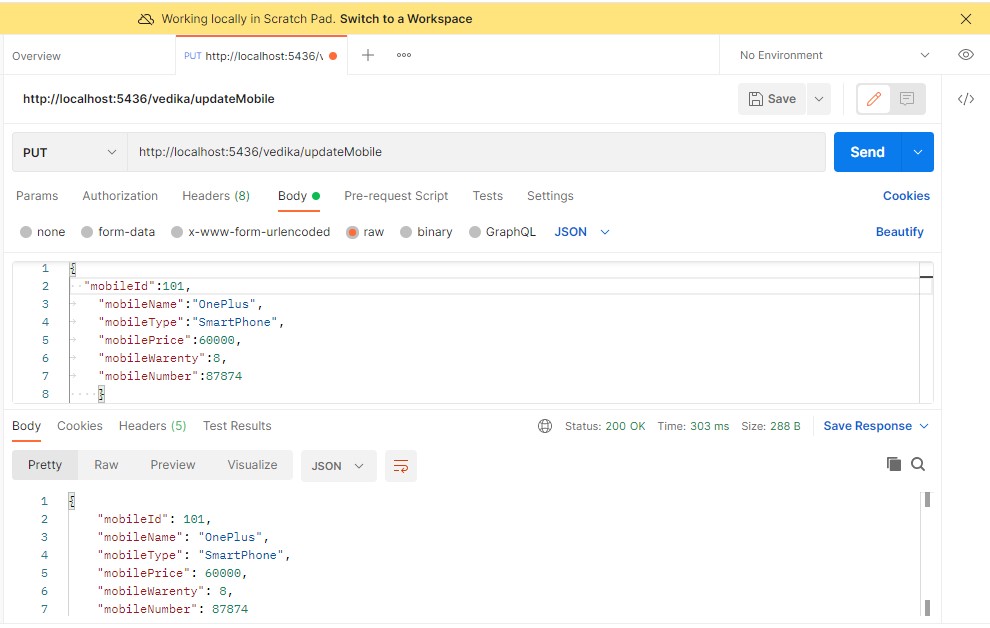 Working locally in Scratch Pad. Switch to a Workspace
Overview
PUT http://localhost:5436/v
No Environment
http://localhost:5436/vedika/updateMobile
Save
PUT
http://localhost:5436/vedika/updateMobile
Send
Params Authorization Headers (8) Body Pre-request Script Tests Settings Cookies
none form-data x-www-form-urlencoded raw binary GraphQL JSON Beautify
1 {
2 "mobileId":101,
3 "mobileName":"OnePlus",
4 "mobileType":"SmartPhone",
5 "mobilePrice":60000,
6 "mobileWarenty":8,
7 "mobileNumber":87874
8 }
Body Cookies Headers (5) Test Results Status: 200 OK Time: 303 ms Size: 288 B Save Response
Pretty Raw Preview Visualize JSON
1 {
2 "mobileId": 101,
3 "mobileName": "OnePlus",
4 "mobileType": "SmartPhone",
5 "mobilePrice": 60000,
6 "mobileWarenty": 8,
7 "mobileNumber": 87874